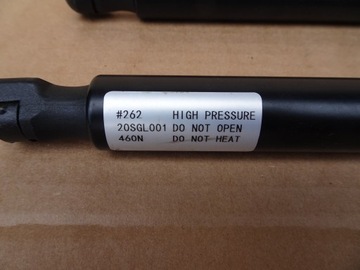 #262 HIGH PRESSURE
20SGL001 DO NOT OPEN
460N DO NOT HEAT